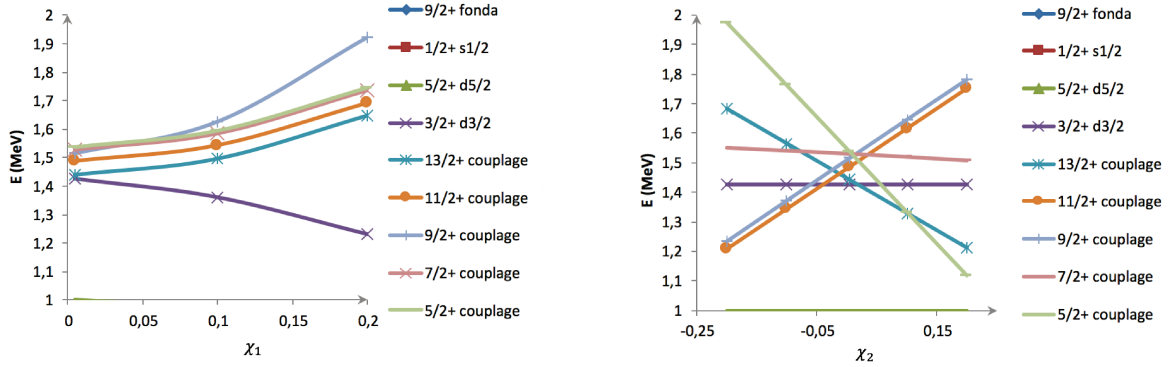 E (MeV)
2
1,9
1,8
1,7
1,6
1,5
1,4
1,3
1,2
1,1
1
0
0,05
0,1
0,15
0,2
χ1
9/2+ fonda
1/2+ s1/2
5/2+ d5/2
3/2+ d3/2
13/2+ couplage
11/2+ couplage
9/2+ couplage
7/2+ couplage
5/2+ couplage
E (MeV)
2
1,9
1,8
1,7
1,6
1,5
1,4
1,3
1,2
1,1
1
-0,25
-0,05
0,15
χ2
9/2+ fonda
1/2+ s1/2
5/2+ d5/2
3/2+ d3/2
13/2+ couplage
11/2+ couplage
9/2+ couplage
7/2+ couplage
5/2+ couplage